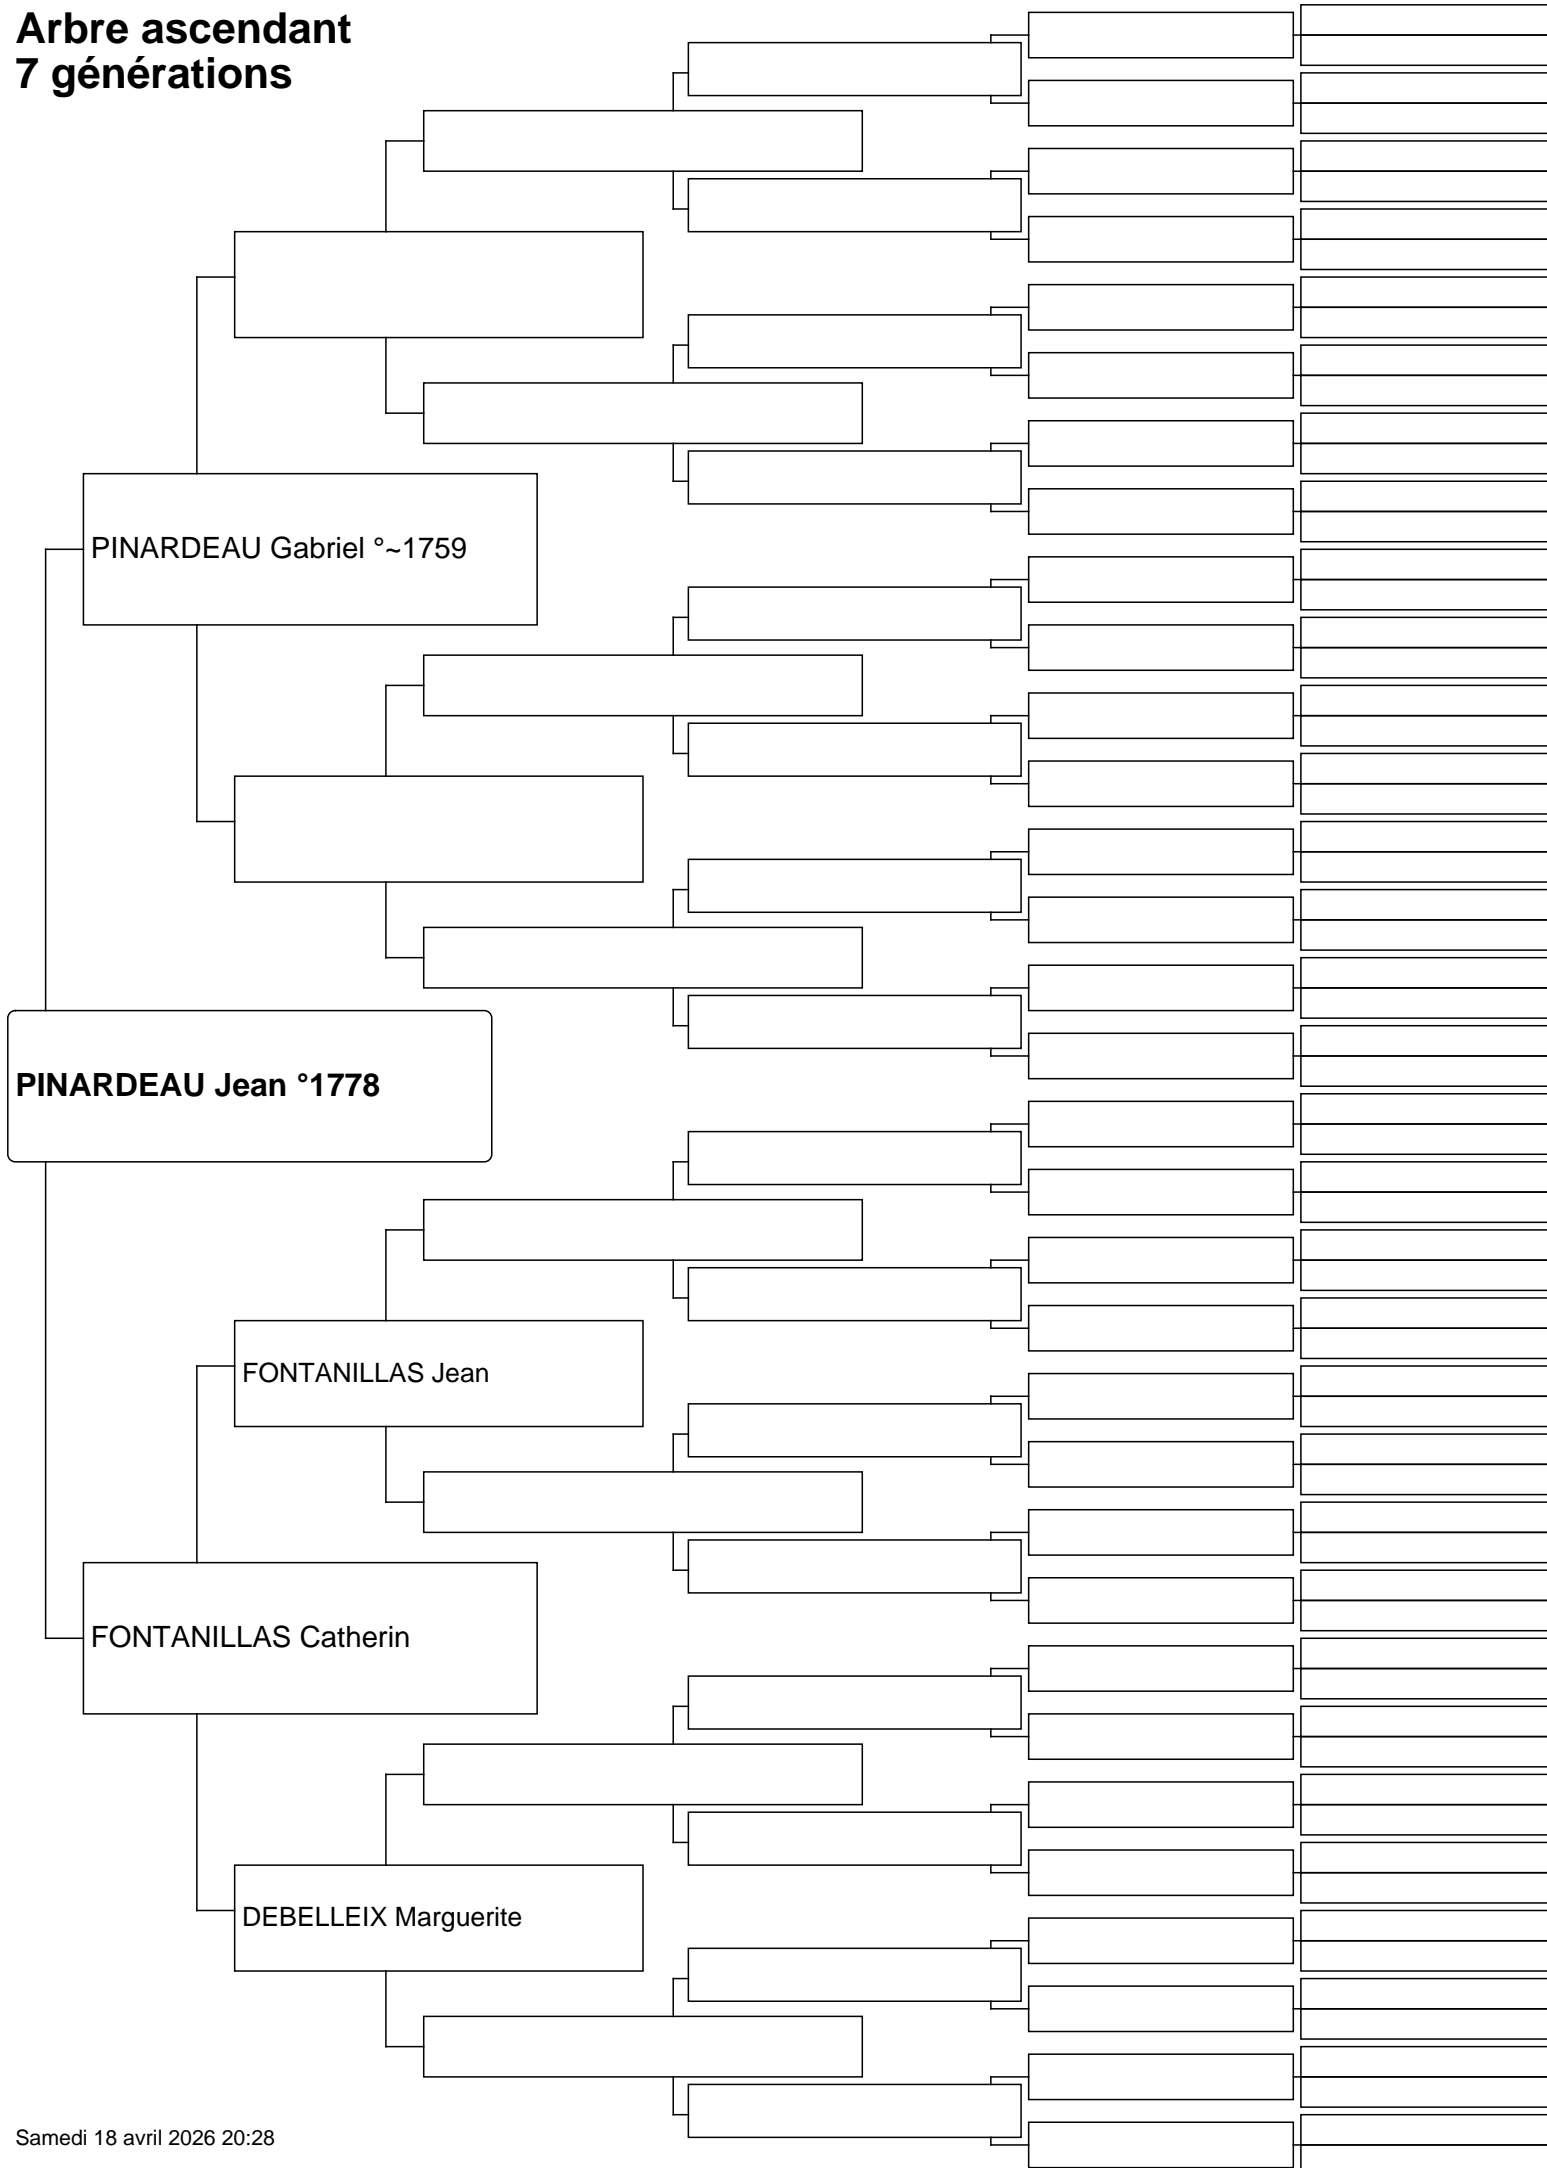 Arbre ascendant
7 générations
PINARDEAU Gabriel °~1759
PINARDEAU Jean °1778
FONTANILLAS Jean
FONTANILLAS Catherin
DEBELLEIX Marguerite
Samedi 18 avril 2026 20:28